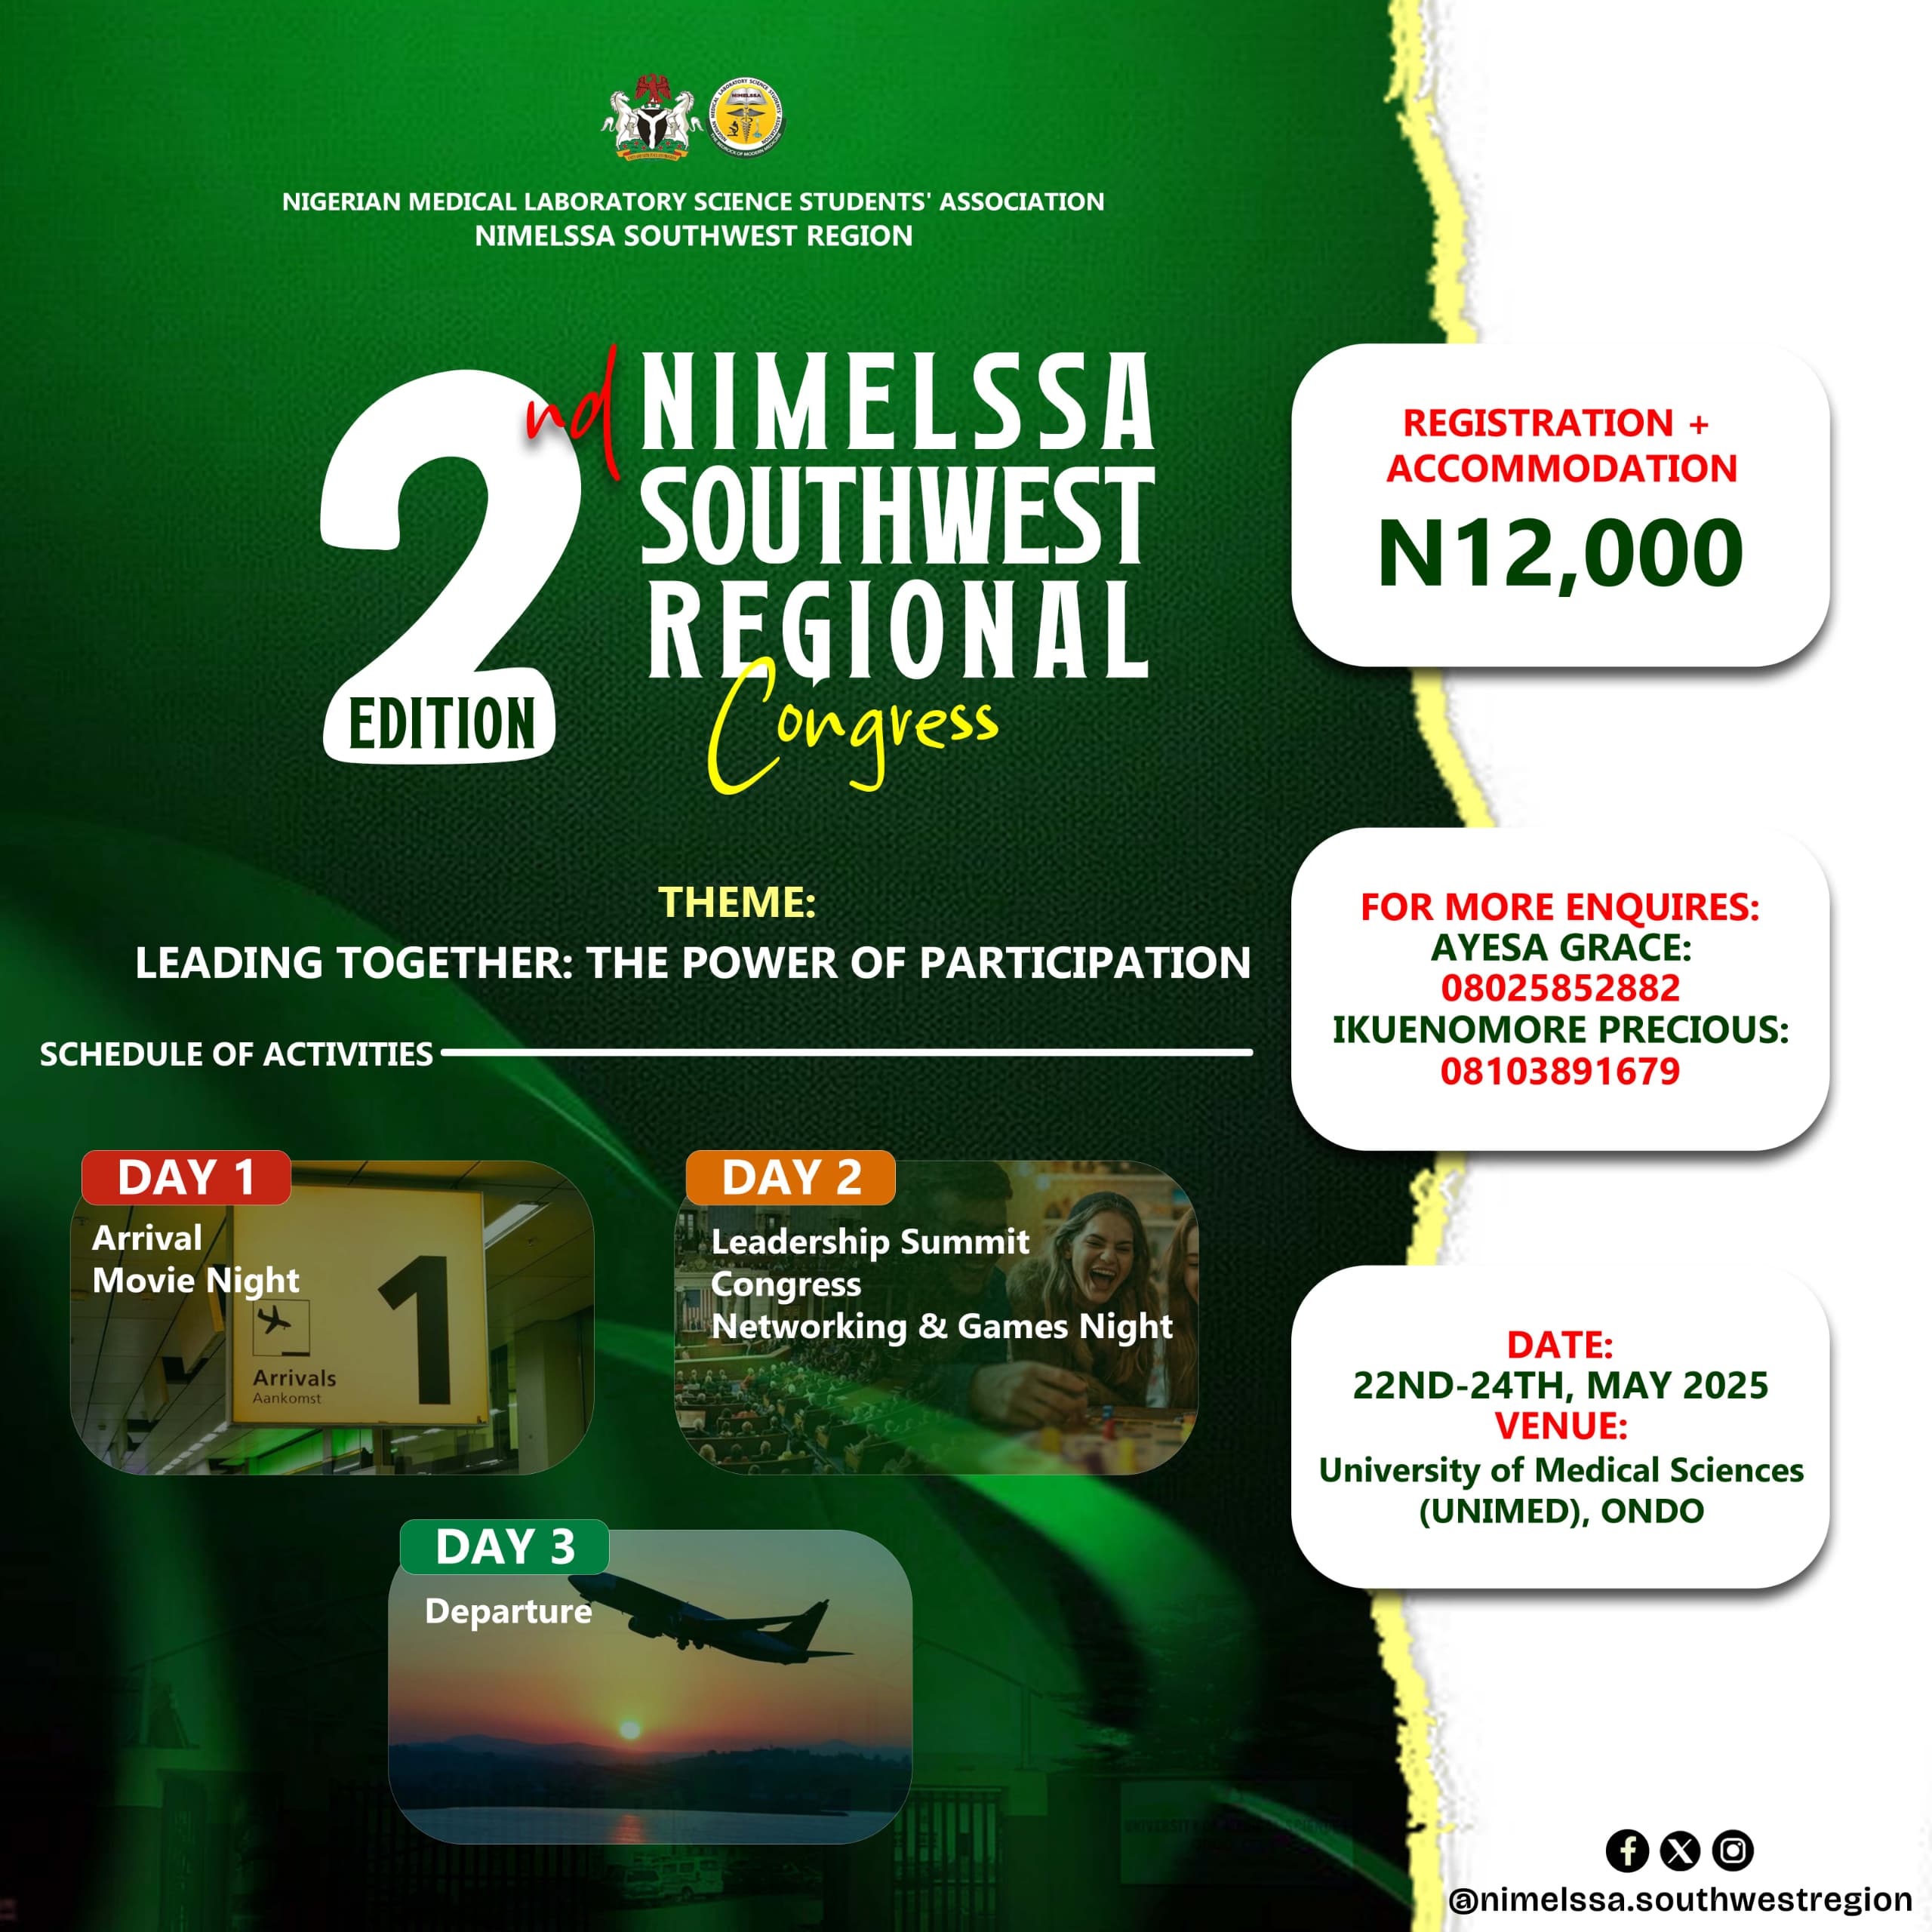 NIGERIAN MEDICAL LABORATORY SCIENCE STUDENTS' ASSOCIATION
NIMELSSA SOUTHWEST REGION
2nd EDITION
NIMELSSA
SOUTHWEST
REGIONAL
Congress
THEME:
LEADING TOGETHER: THE POWER OF PARTICIPATION
SCHEDULE OF ACTIVITIES
DAY 1
Arrival
Movie Night
1
Arrivals
Aankomst
DAY 2
Leadership Summit
Congress
Networking & Games Night
DAY 3
Departure
REGISTRATION +
ACCOMMODATION
N12,000
FOR MORE ENQUIRES:
AYESA GRACE:
08025852882
IKUENOMORE PRECIOUS:
08103891679
DATE:
22ND-24TH, MAY 2025
VENUE:
University of Medical Sciences
(UNIMED), ONDO
@nimelssa.southwestregion